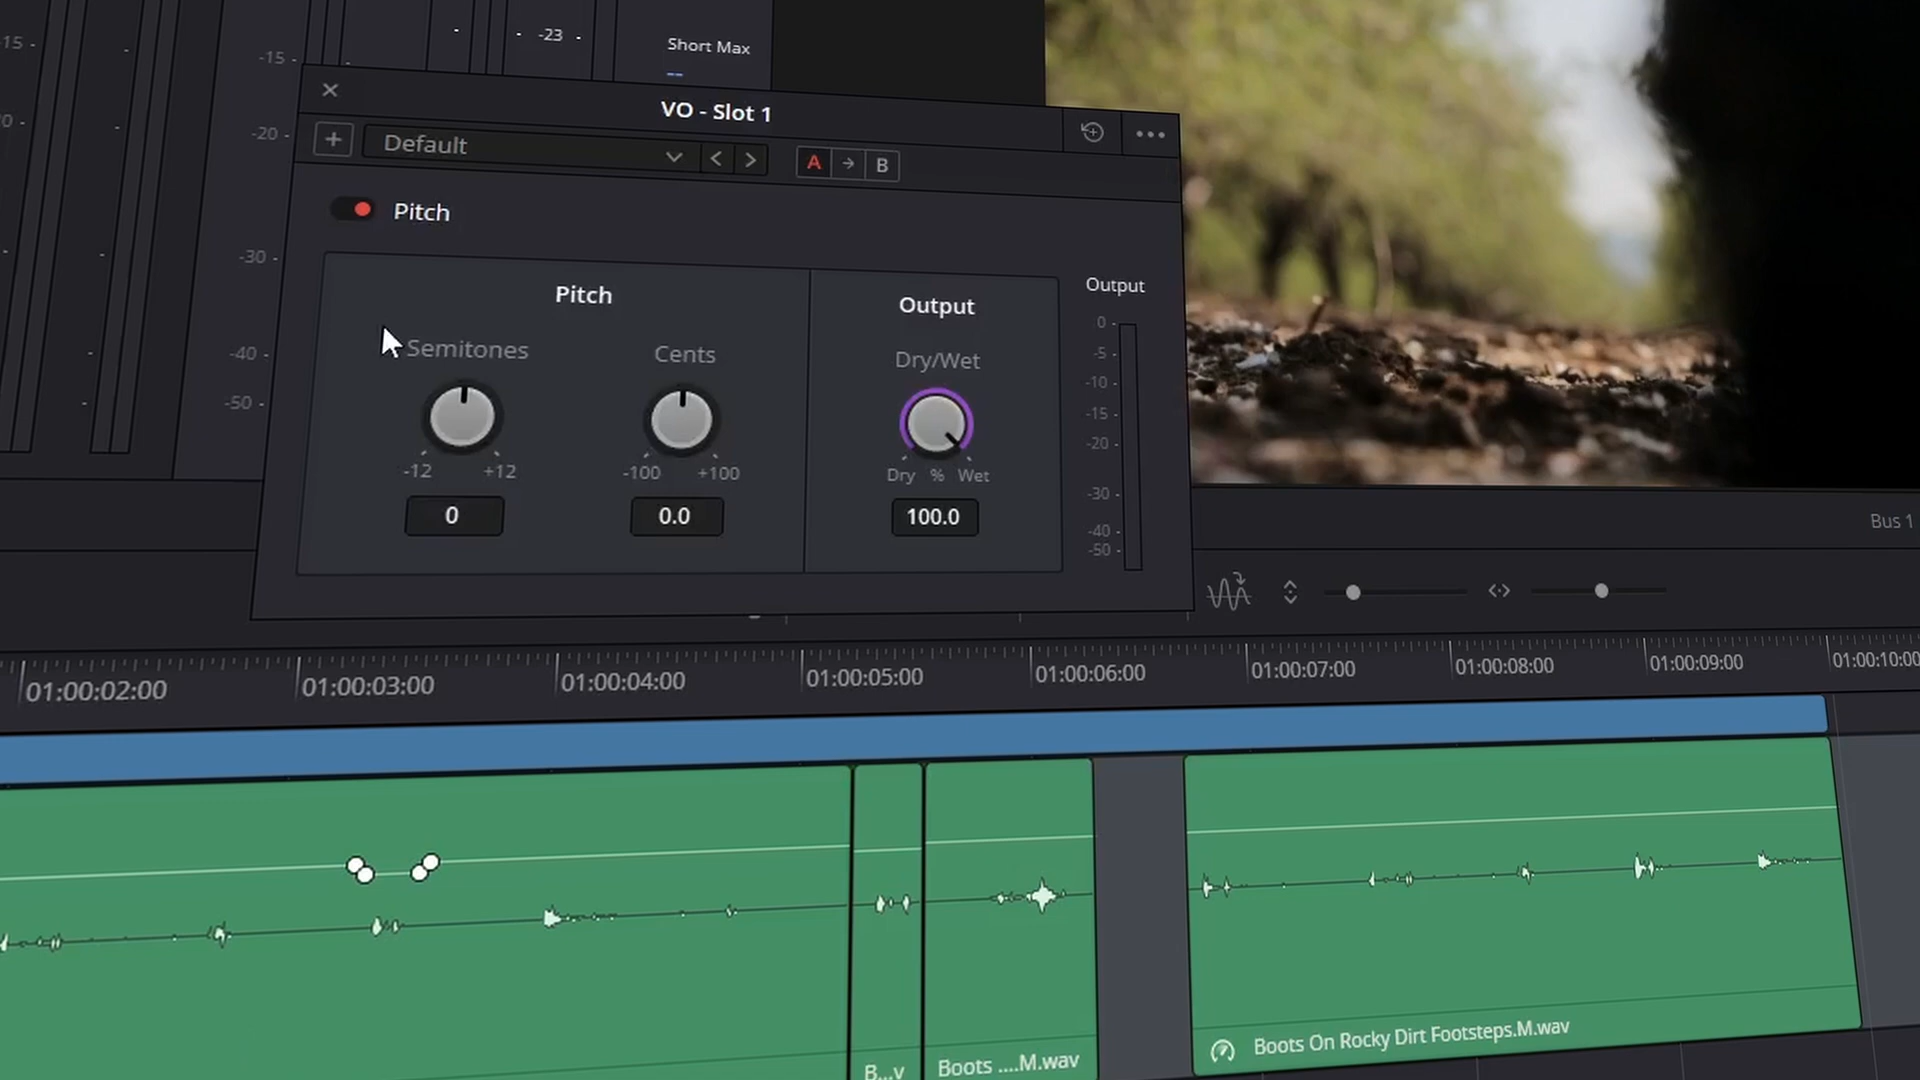 -15
-15
-23
Short Max
--
-20
-30
-40
-50
VO - Slot 1
Default
A
B
Pitch
Pitch
Semitones
-12 +12
0
Cents
-100 +100
0.0
Output
Dry/Wet
Dry % Wet
100.0
Output
0
-5
-10
-15
-20
-30
-40
-50
Bus 1
01:00:02:00
01:00:03:00
01:00:04:00
01:00:05:00
01:00:06:00
01:00:07:00
01:00:08:00
01:00:09:00
01:00:10:00
B...v
Boots ....M.wav
Boots On Rocky Dirt Footsteps.M.wav